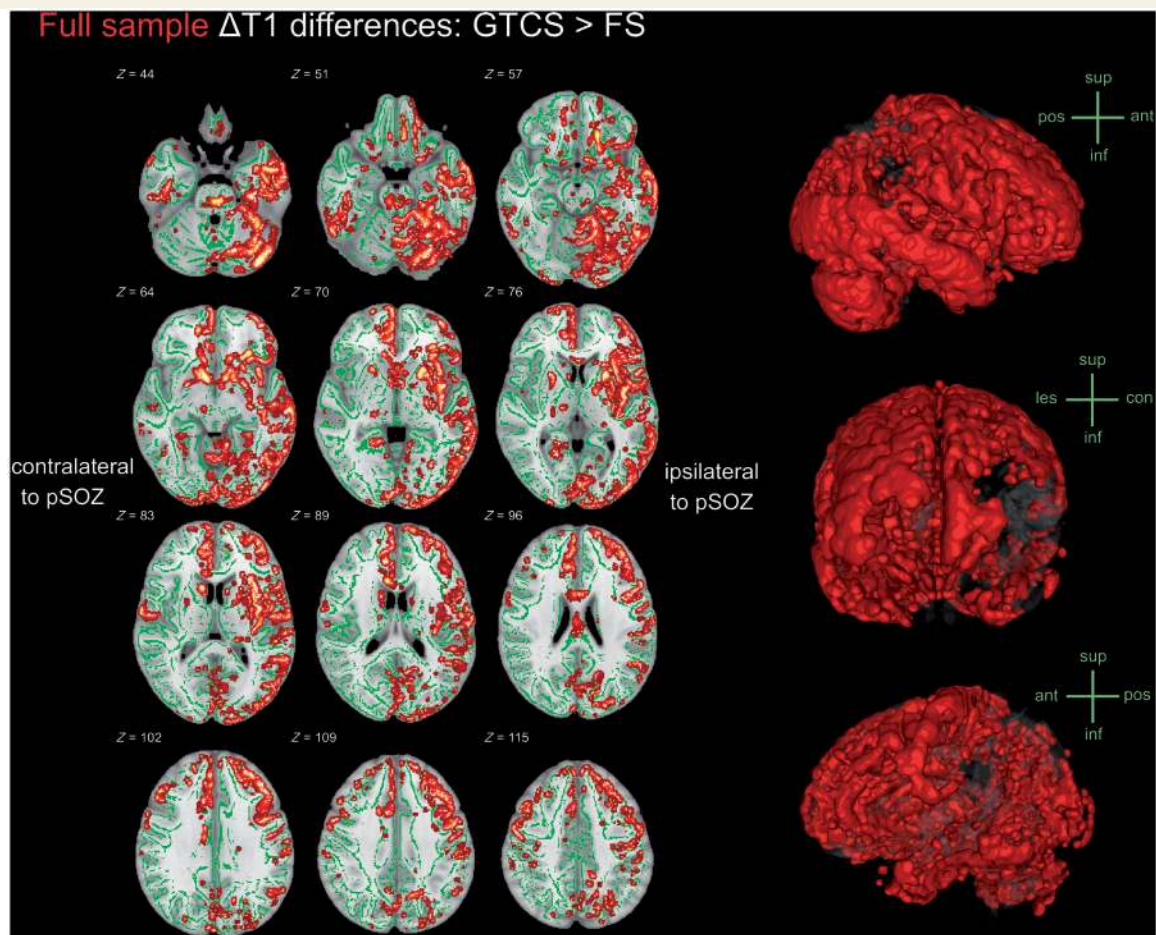 Full sample ΔT1 differences: GTCS > FS
Z = 44
Z = 51
Z = 57
Z = 64
Z = 70
Z = 76
contralateral
to pSOZ
ipsilateral
to pSOZ
Z = 83
Z = 89
Z = 96
Z = 102
Z = 109
Z = 115
sup
pos
ant
inf
sup
les
con
inf
sup
ant
pos
inf